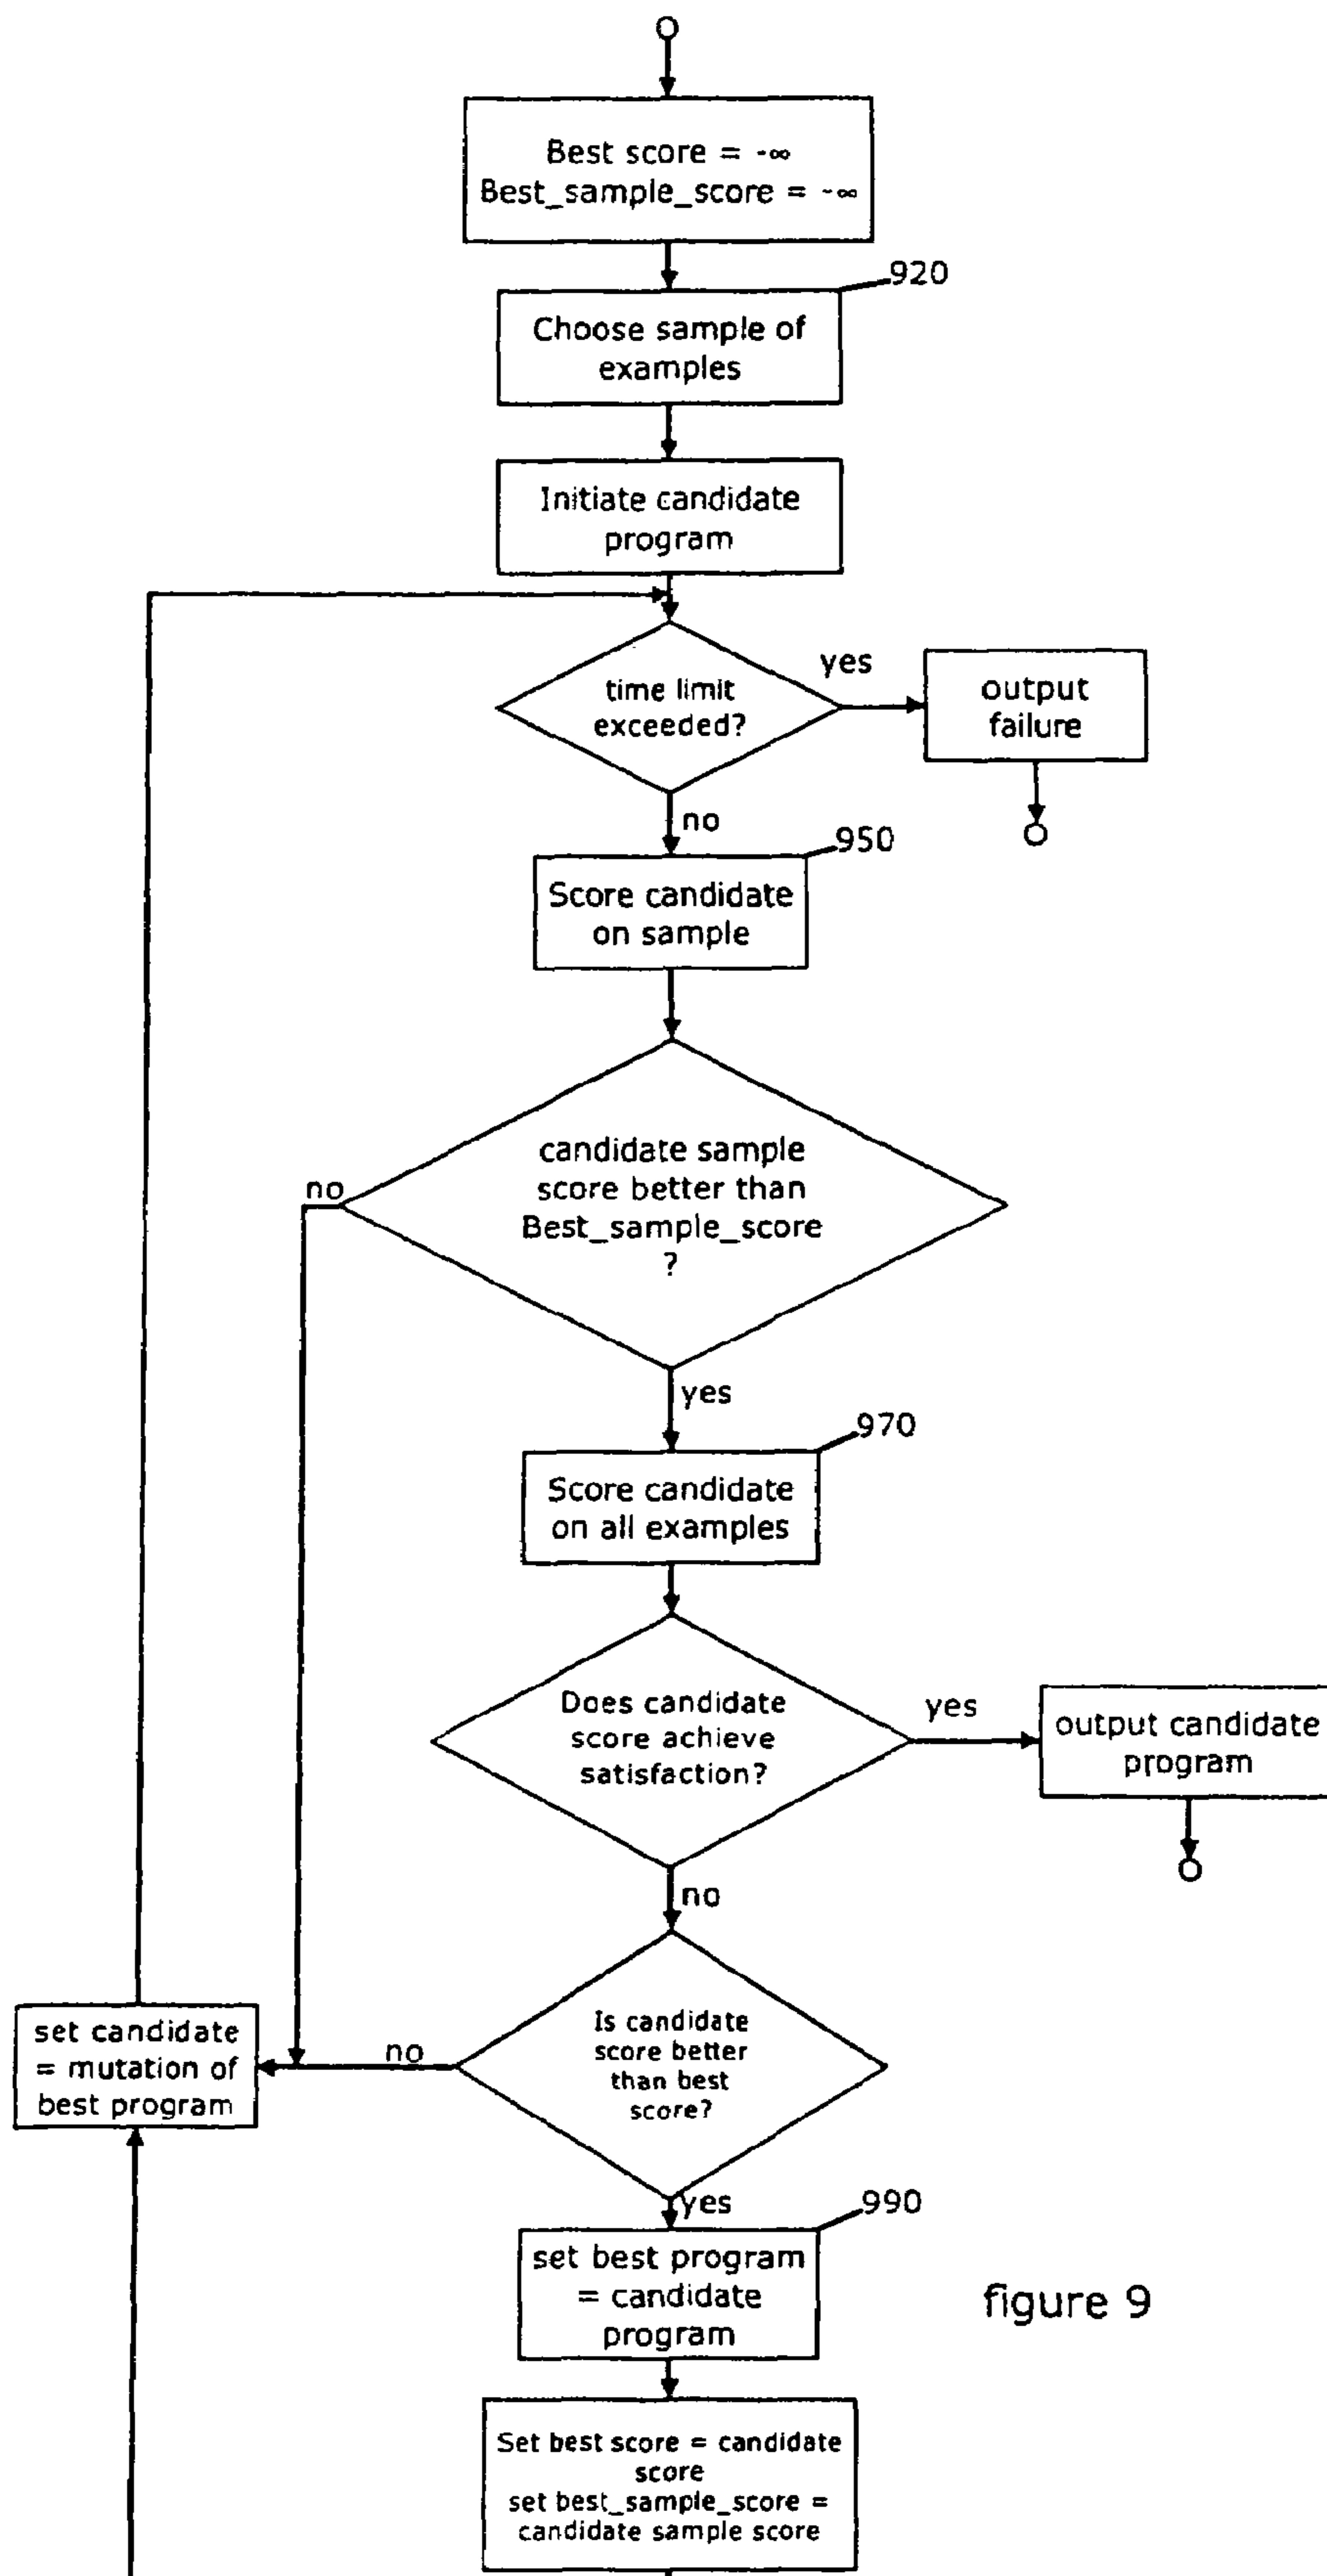 Best score = -∞
Best_sample_score = -∞
920
Choose sample of
examples
Initiate candidate
program
time limit
exceeded?
yes
output
failure
no
950
Score candidate
on sample
candidate sample
score better than
Best_sample_score
?
no
yes
970
Score candidate
on all examples
Does candidate
score achieve
satisfaction?
yes
output candidate
program
no
Is candidate
score better
than best
score?
no
set candidate
= mutation of
best program
yes
990
set best program
= candidate
program
figure 9
Set best score = candidate
score
set best_sample_score =
candidate sample score